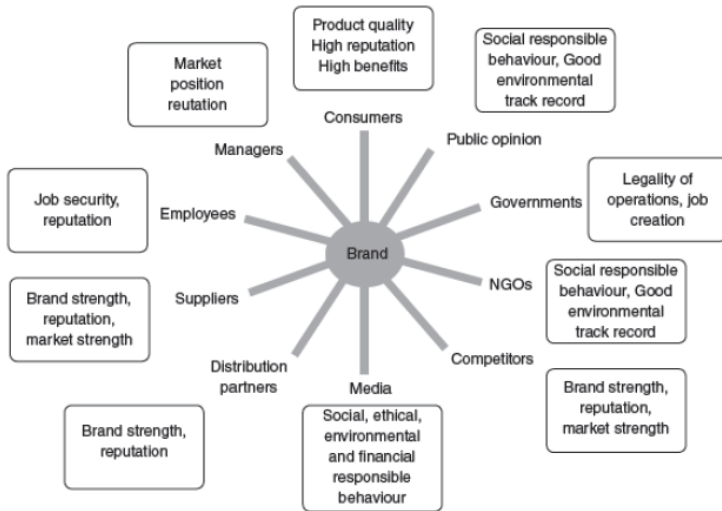 Product quality
High reputation
High benefits
Consumers
Social responsible
behaviour, Good
environmental
track record
Public opinion
Market
position
reutation
Managers
Legality of
operations, job
creation
Governments
Job security,
reputation
Employees
Brand
Social responsible
behaviour, Good
environmental
track record
NGOs
Brand strength,
reputation,
market strength
Suppliers
Competitors
Brand strength,
reputation,
market strength
Distribution
partners
Brand strength,
reputation
Media
Social, ethical,
environmental
and financial
responsible
behaviour